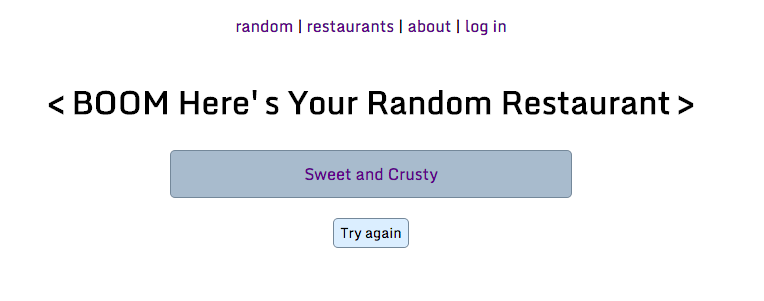 random | restaurants | about | log in
< BOOM Here's Your Random Restaurant >
Sweet and Crusty
Try again